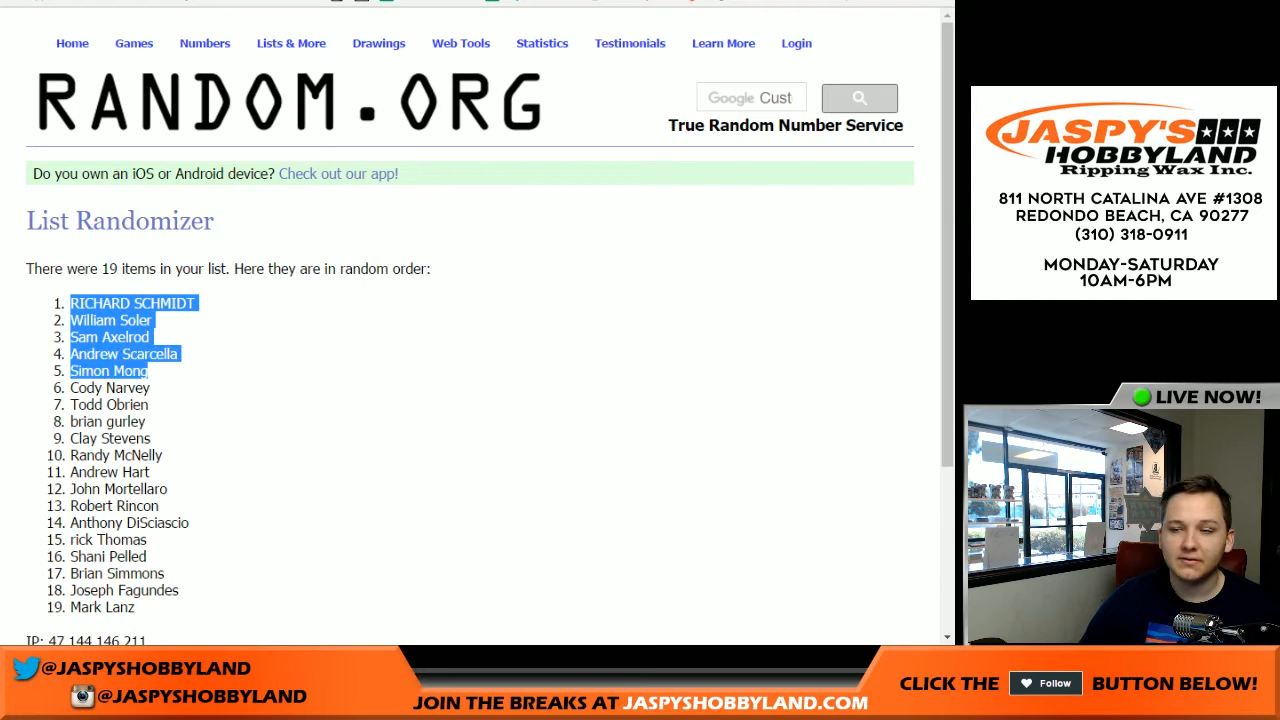 Home Games Numbers Lists & More Drawings Web Tools Statistics Testimonials Learn More Login
RANDOM.ORG
Google Cust
True Random Number Service
Do you own an iOS or Android device? Check out our app!
List Randomizer
There were 19 items in your list. Here they are in random order:
1. RICHARD SCHMIDT
2. William Soler
3. Sam Axelrod
4. Andrew Scarcella
5. Simon Mong
6. Cody Narvey
7. Todd Obrien
8. brian gurley
9. Clay Stevens
10. Randy McNelly
11. Andrew Hart
12. John Mortellaro
13. Robert Rincon
14. Anthony DiSciascio
15. rick Thomas
16. Shani Pelled
17. Brian Simmons
18. Joseph Fagundes
19. Mark Lanz
IP: 47.144.146.211
JASPY'S
HOBBYLAND
Ripping Wax Inc.
811 NORTH CATALINA AVE #1308
REDONDO BEACH, CA 90277
(310) 318-0911
MONDAY-SATURDAY
10AM-6PM
LIVE NOW!
@JASPYSHOBBYLAND
@JASPYSHOBBYLAND
JOIN THE BREAKS AT JASPYSHOBBYLAND.COM
CLICK THE Follow BUTTON BELOW!